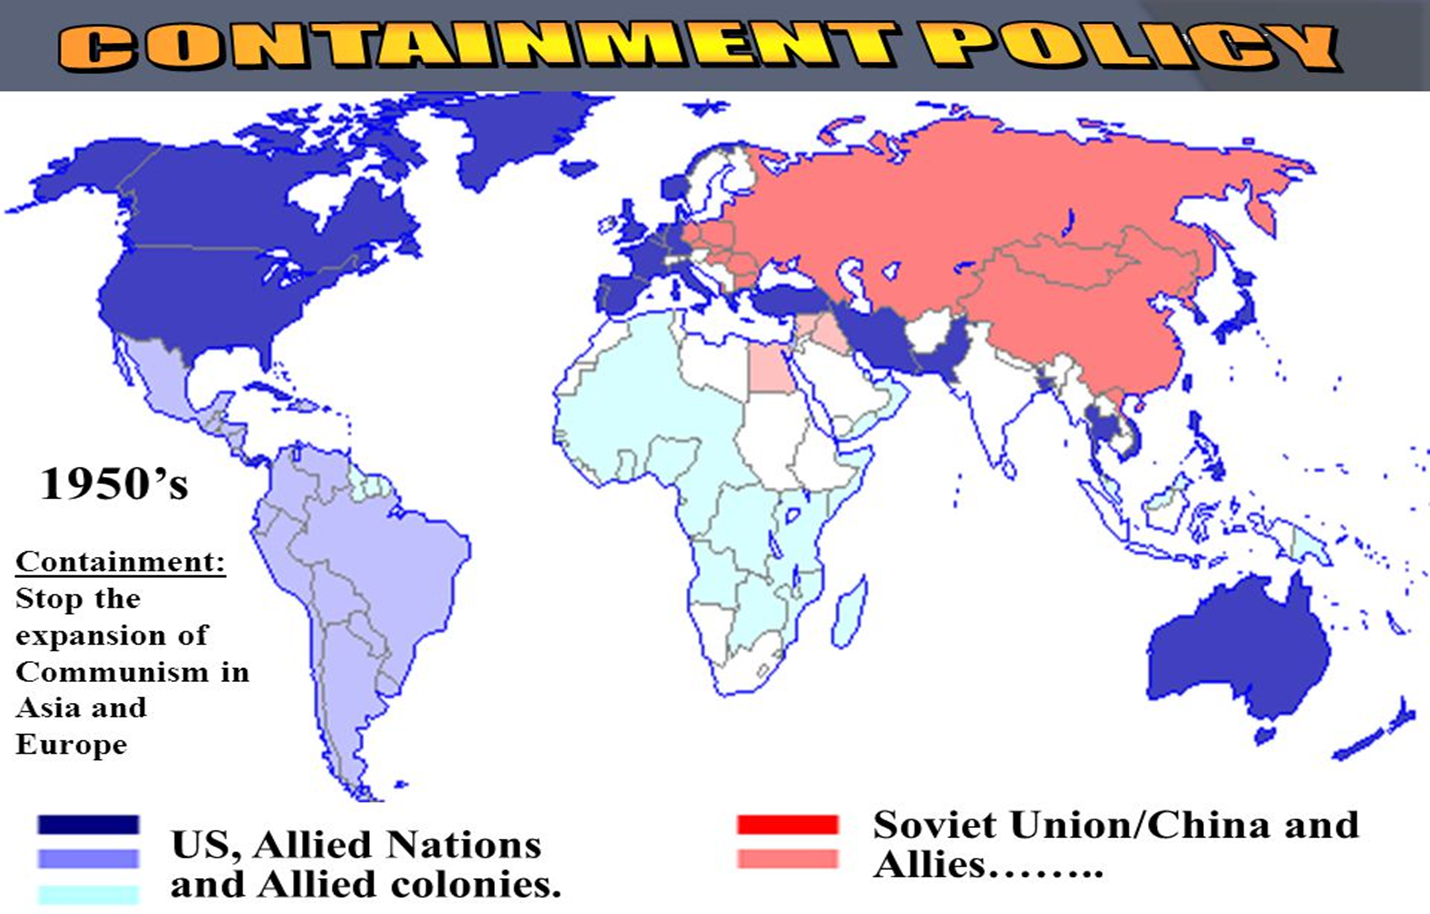 CONTAINMENT POLICY
1950’s
Containment:
Stop the
expansion of
Communism in
Asia and
Europe
US, Allied Nations
and Allied colonies.
Soviet Union/China and
Allies……..